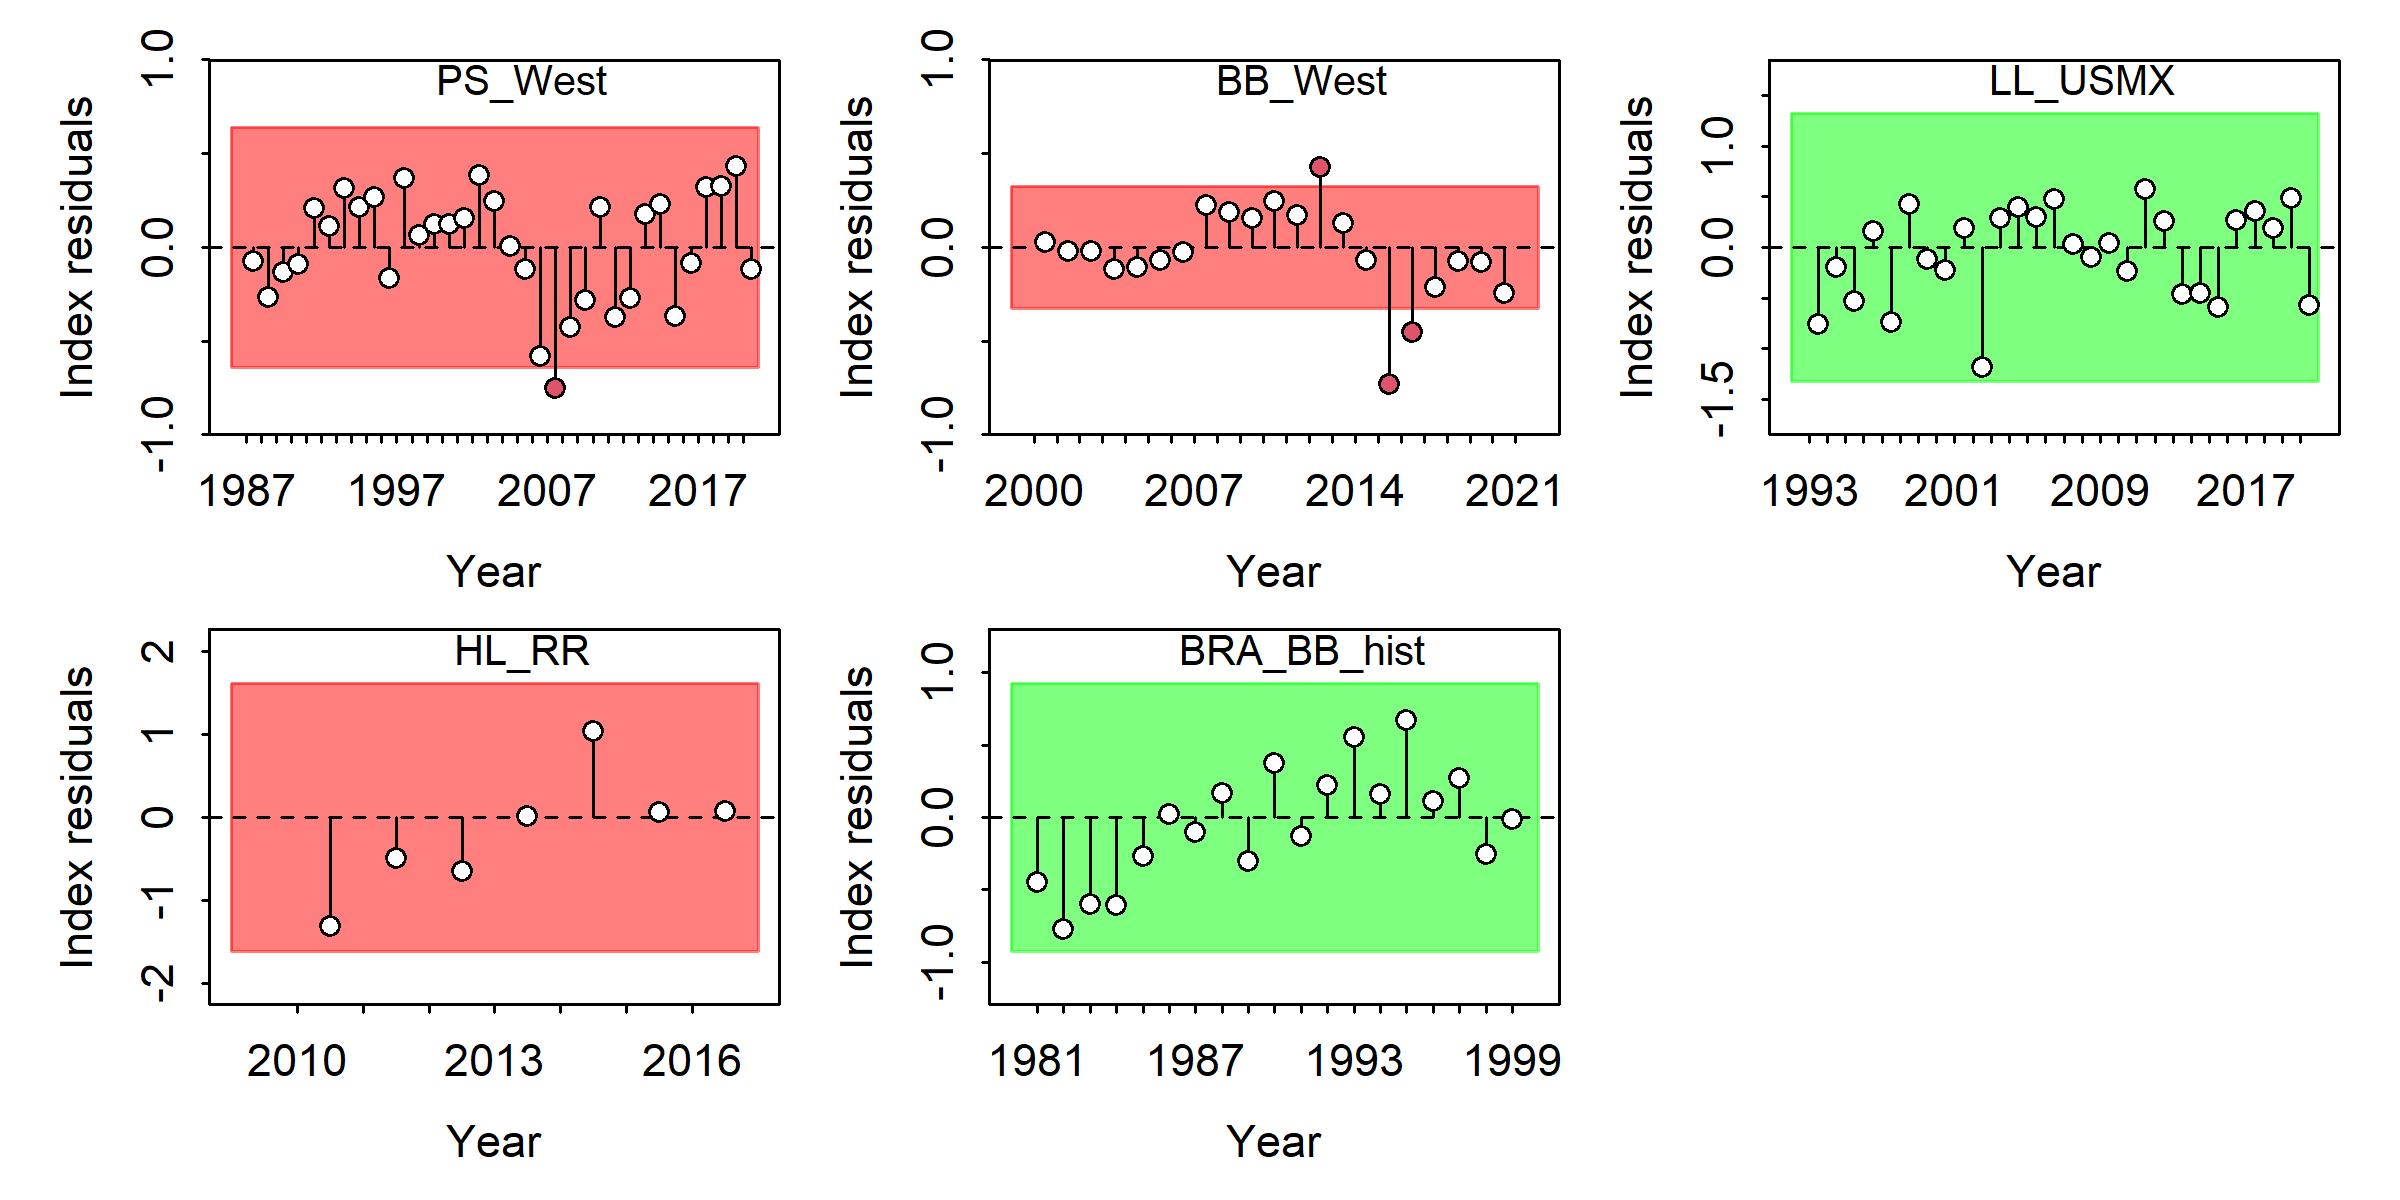 PS_West
Index residuals
1.0
0.0
-1.0
1987 1997 2007 2017
Year
BB_West
Index residuals
1.0
0.0
-1.0
2000 2007 2014 2021
Year
LL_USMX
Index residuals
1.0
0.0
-1.5
1993 2001 2009 2017
Year
HL_RR
Index residuals
2
1
0
-1
-2
2010 2013 2016
Year
BRA_BB_hist
Index residuals
1.0
0.0
-1.0
1981 1987 1993 1999
Year